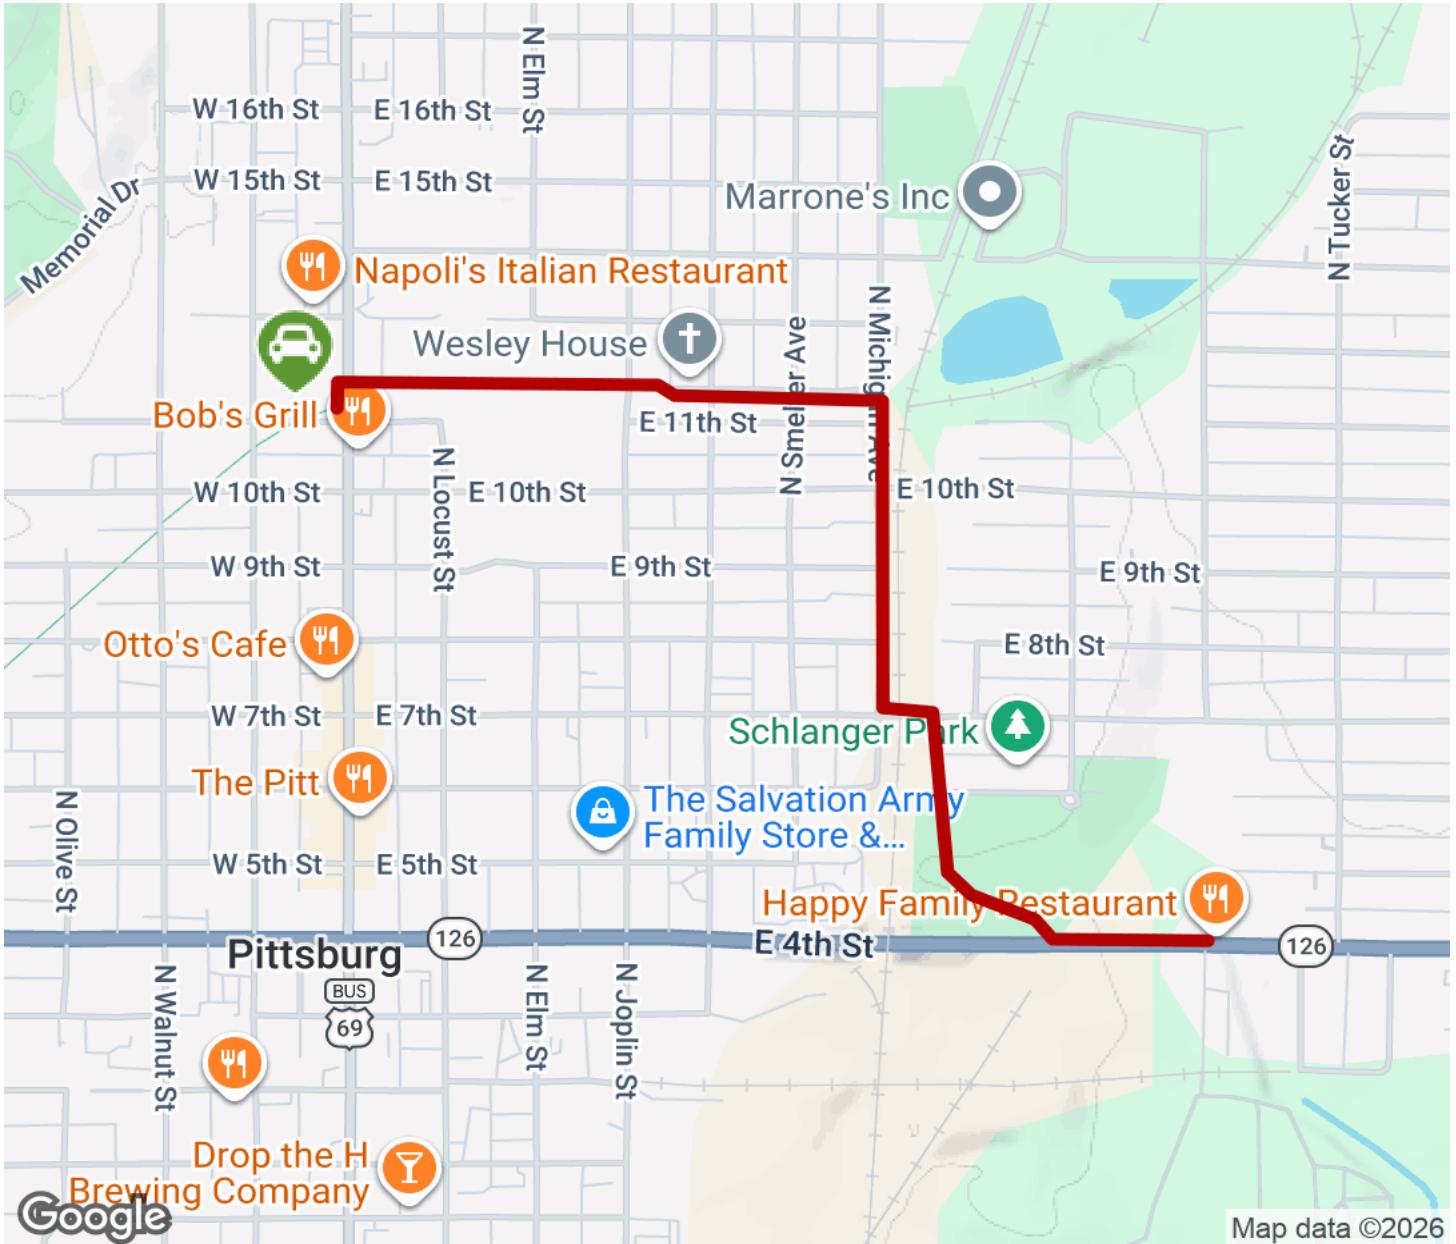 N Elm St
W 16th St
E 16th St
W 15th St
E 15th St
Memorial Dr
Marrone's Inc
N Tucker St
Napoli's Italian Restaurant
Wesley House
N Smelter Ave
N Michigan Ave
Bob's Grill
E 11th St
N Locust St
W 10th St
E 10th St
E 10th St
W 9th St
E 9th St
E 9th St
Otto's Cafe
E 8th St
W 7th St
E 7th St
Schlanger Park
The Pitt
The Salvation Army
Family Store &...
N Olive St
W 5th St
E 5th St
Happy Family Restaurant
126
E 4th St
126
Pittsburg
BUS
69
N Walnut St
N Elm St
N Joplin St
Drop the H
Brewing Company
Google
Map data ©2026